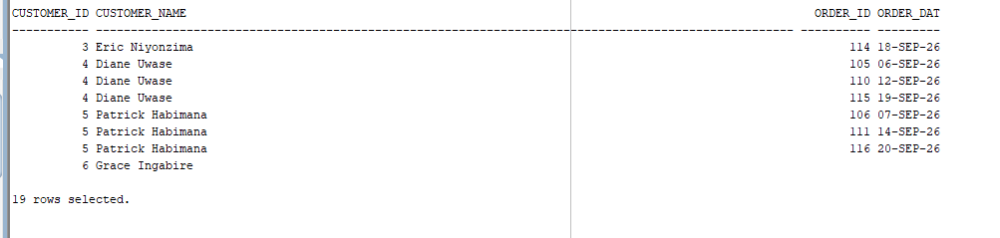 CUSTOMER_ID CUSTOMER_NAME ORDER_ID ORDER_DAT
----------- ---------------------------------------------------------------------------------------------------- ---------- ---------
3 Eric Niyonzima 114 18-SEP-26
4 Diane Uwase 105 06-SEP-26
4 Diane Uwase 110 12-SEP-26
4 Diane Uwase 115 19-SEP-26
5 Patrick Habimana 106 07-SEP-26
5 Patrick Habimana 111 14-SEP-26
5 Patrick Habimana 116 20-SEP-26
6 Grace Ingabire
19 rows selected.